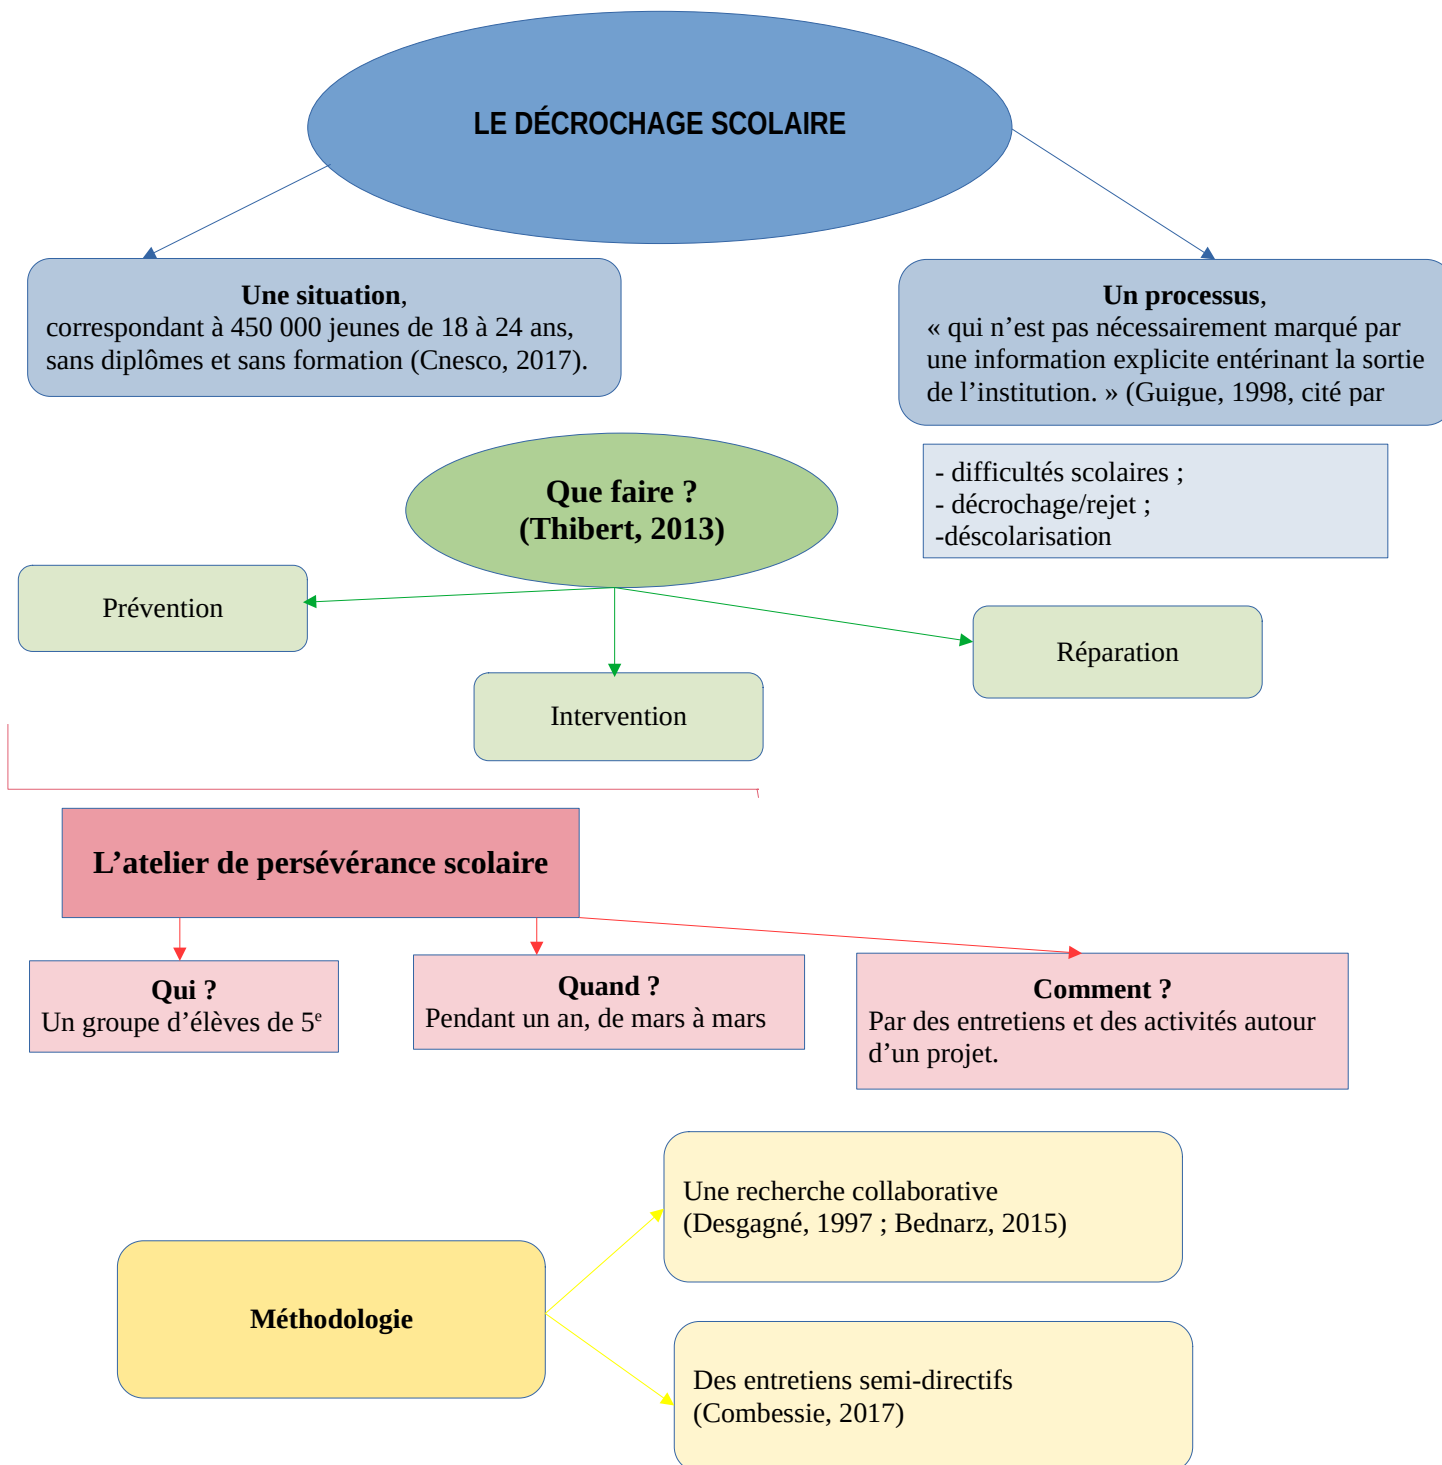 LE DÉCROCHAGE SCOLAIRE
Une situation,
correspondant à 450 000 jeunes de 18 à 24 ans,
sans diplômes et sans formation (Cnesco, 2017).
Un processus,
« qui n’est pas nécessairement marqué par
une information explicite entérinant la sortie
de l’institution. » (Guigue, 1998, cité par
- difficultés scolaires ;
- décrochage/rejet ;
-déscolarisation
Que faire ?
(Thibert, 2013)
Prévention
Intervention
Réparation
L’atelier de persévérance scolaire
Qui ?
Un groupe d’élèves de 5ᵉ
Quand ?
Pendant un an, de mars à mars
Comment ?
Par des entretiens et des activités autour
d’un projet.
Méthodologie
Une recherche collaborative
(Desgagné, 1997 ; Bednarz, 2015)
Des entretiens semi-directifs
(Combessie, 2017)